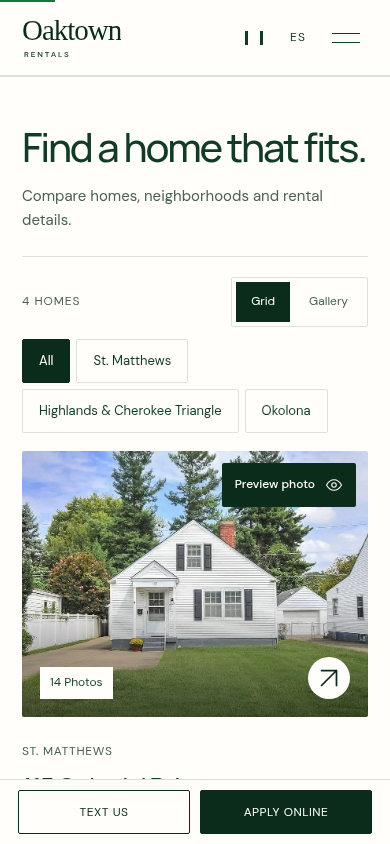 Oaktown
RENTALS
ES
Find a home that fits.
Compare homes, neighborhoods and rental
details.
4 HOMES
Grid
Gallery
All
St. Matthews
Highlands & Cherokee Triangle
Okolona
Preview photo
14 Photos
ST. MATTHEWS
TEXT US
APPLY ONLINE